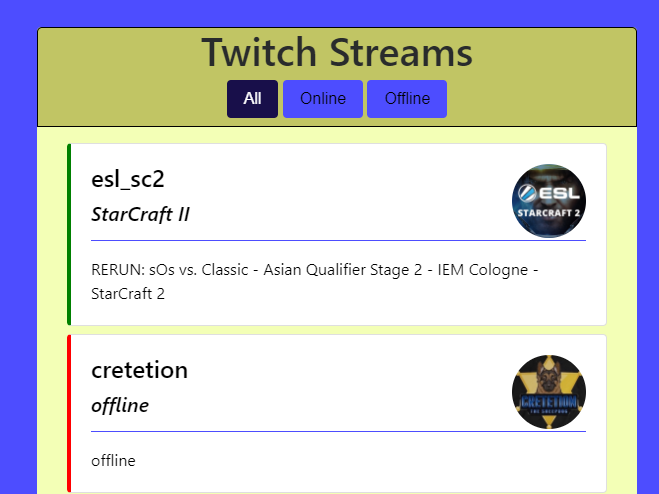 Twitch Streams
All Online Offline
esl_sc2
StarCraft II
ESL
STARCRAFT 2
RERUN: sOs vs. Classic - Asian Qualifier Stage 2 - IEM Cologne -
StarCraft 2
cretetion
offline
CRETETION
offline